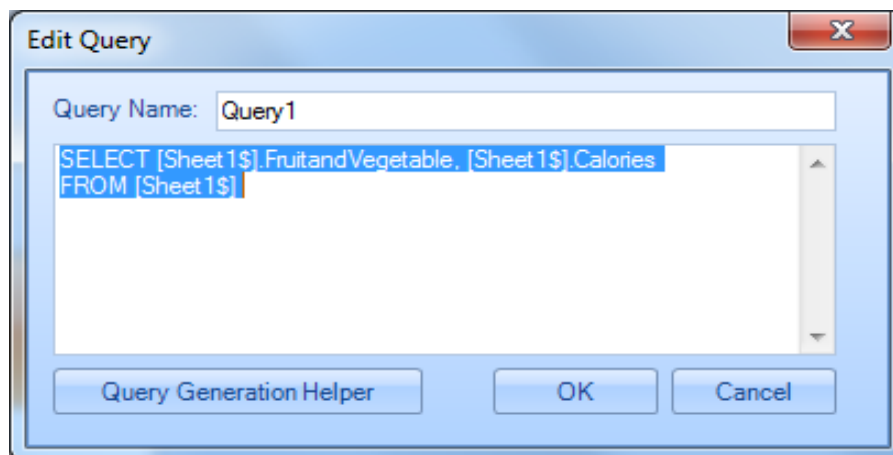 Edit Query
Query Name: Query1
SELECT [Sheet1$].FruitandVegetable, [Sheet1$].Calories
FROM [Sheet1$]
Query Generation Helper OK Cancel